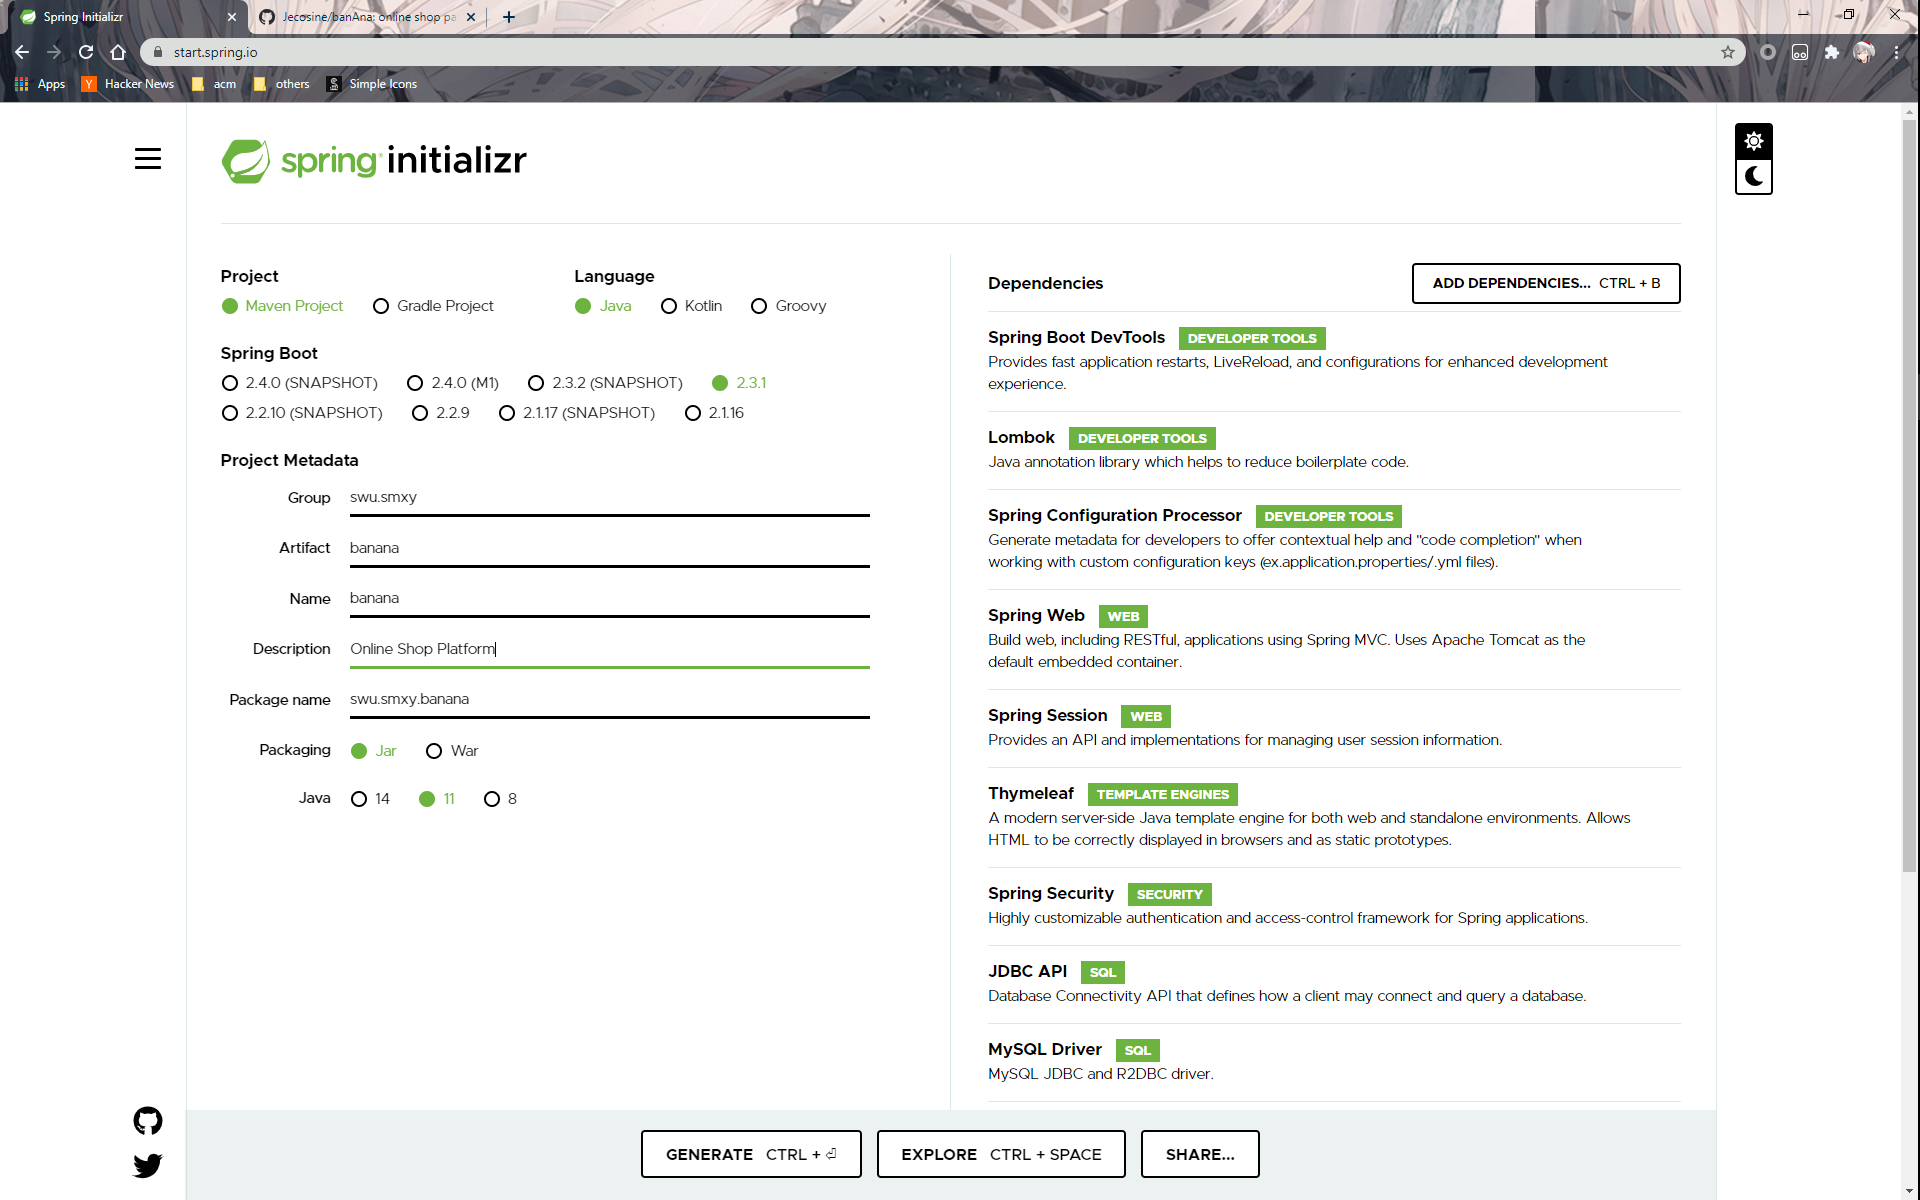 Spring Initializr
Jecosine/banAna: online shop pa
start.spring.io
Apps
Hacker News
acm
others
Simple Icons
spring initializr
Project
Maven Project
Gradle Project
Language
Java
Kotlin
Groovy
Spring Boot
2.4.0 (SNAPSHOT)
2.4.0 (M1)
2.3.2 (SNAPSHOT)
2.3.1
2.2.10 (SNAPSHOT)
2.2.9
2.1.17 (SNAPSHOT)
2.1.16
Project Metadata
Group
swu.smxy
Artifact
banana
Name
banana
Description
Online Shop Platform
Package name
swu.smxy.banana
Packaging
Jar
War
Java
14
11
8
Dependencies
ADD DEPENDENCIES... CTRL + B
Spring Boot DevTools DEVELOPER TOOLS
Provides fast application restarts, LiveReload, and configurations for enhanced development
experience.
Lombok DEVELOPER TOOLS
Java annotation library which helps to reduce boilerplate code.
Spring Configuration Processor DEVELOPER TOOLS
Generate metadata for developers to offer contextual help and "code completion" when
working with custom configuration keys (ex.application.properties/.yml files).
Spring Web WEB
Build web, including RESTful, applications using Spring MVC. Uses Apache Tomcat as the
default embedded container.
Spring Session WEB
Provides an API and implementations for managing user session information.
Thymeleaf TEMPLATE ENGINES
A modern server-side Java template engine for both web and standalone environments. Allows
HTML to be correctly displayed in browsers and as static prototypes.
Spring Security SECURITY
Highly customizable authentication and access-control framework for Spring applications.
JDBC API SQL
Database Connectivity API that defines how a client may connect and query a database.
MySQL Driver SQL
MySQL JDBC and R2DBC driver.
GENERATE CTRL + ⏎
EXPLORE CTRL + SPACE
SHARE...